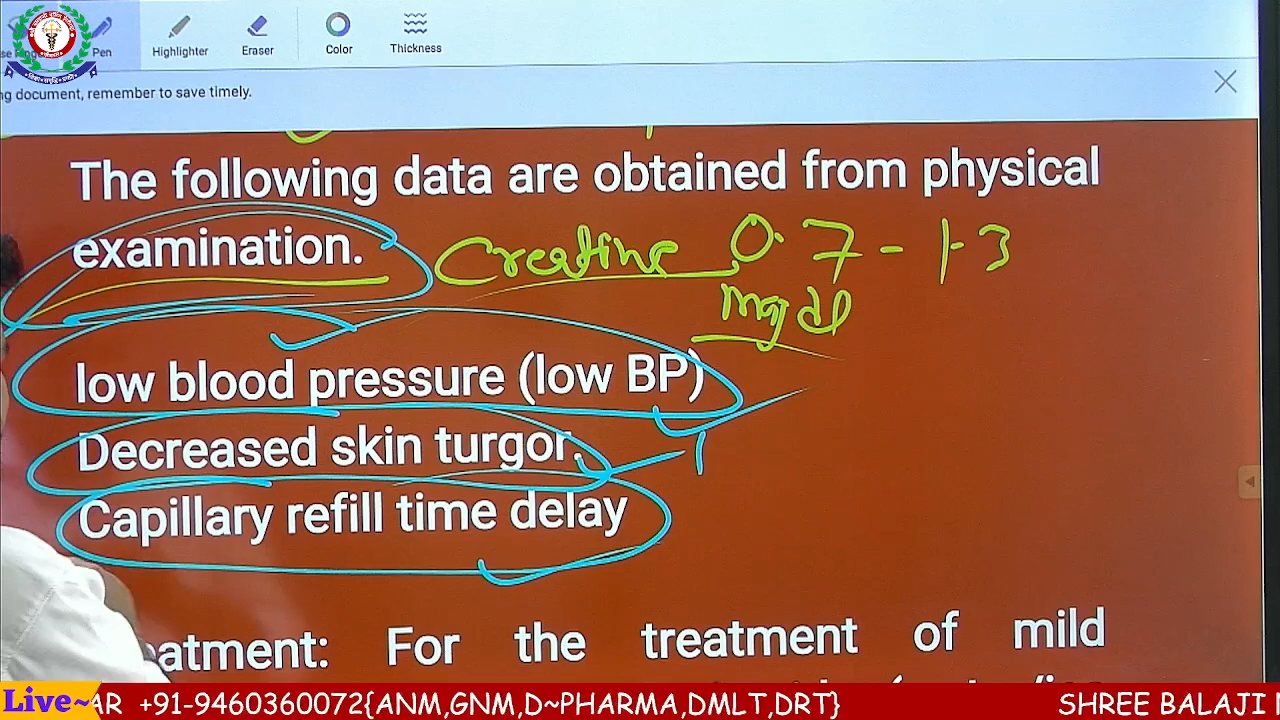 Pen
Highlighter
Eraser
Color
Thickness
ng document, remember to save timely.
The following data are obtained from physical
examination.
Creatine 0.7 - 1.3
mg dl
low blood pressure (low BP)
Decreased skin turgor.
Capillary refill time delay
eatment: For the treatment of mild
Live~
AR +91-9460360072{ANM,GNM,D~PHARMA,DMLT,DRT}
SHREE BALAJI